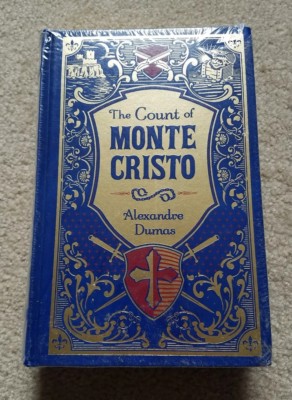 The Count of
MONTE
CRISTO
Alexandre
Dumas